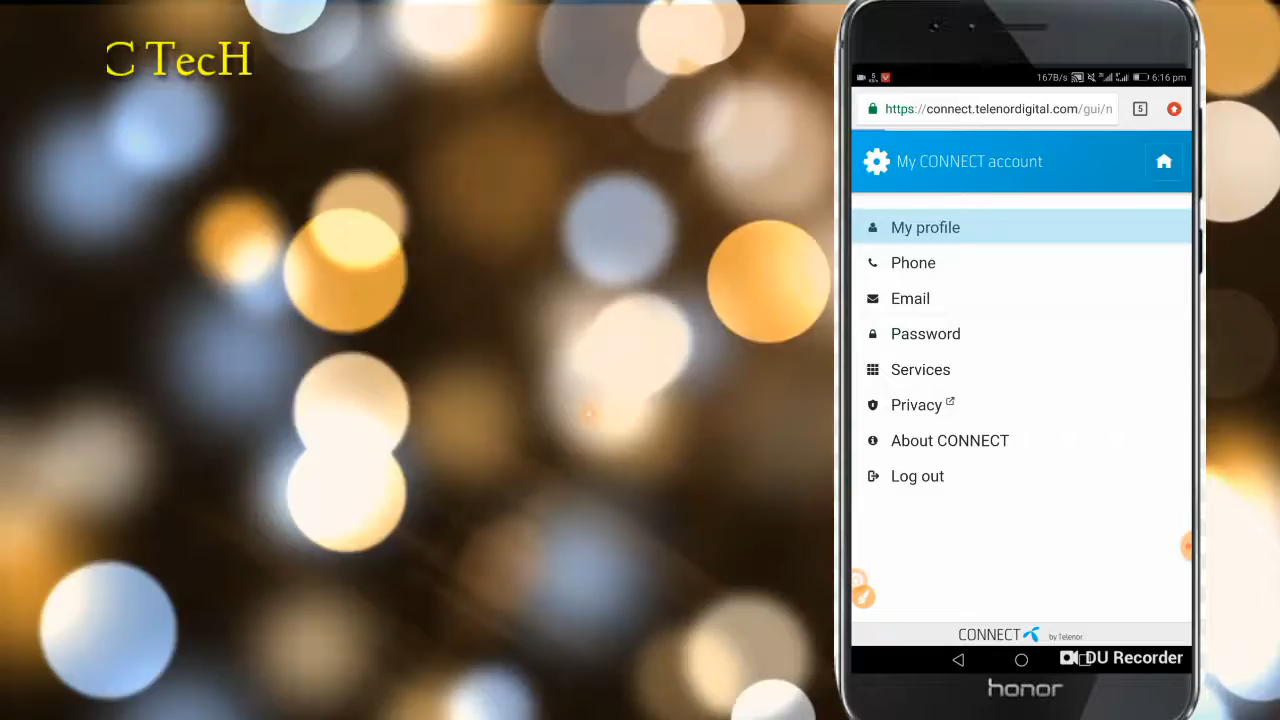 C TecH
167B/s 6:16 pm
https://connect.telenordigital.com/gui/n
5
My CONNECT account
My profile
Phone
Email
Password
Services
Privacy
About CONNECT
Log out
CONNECT by Telenor
DU Recorder
honor